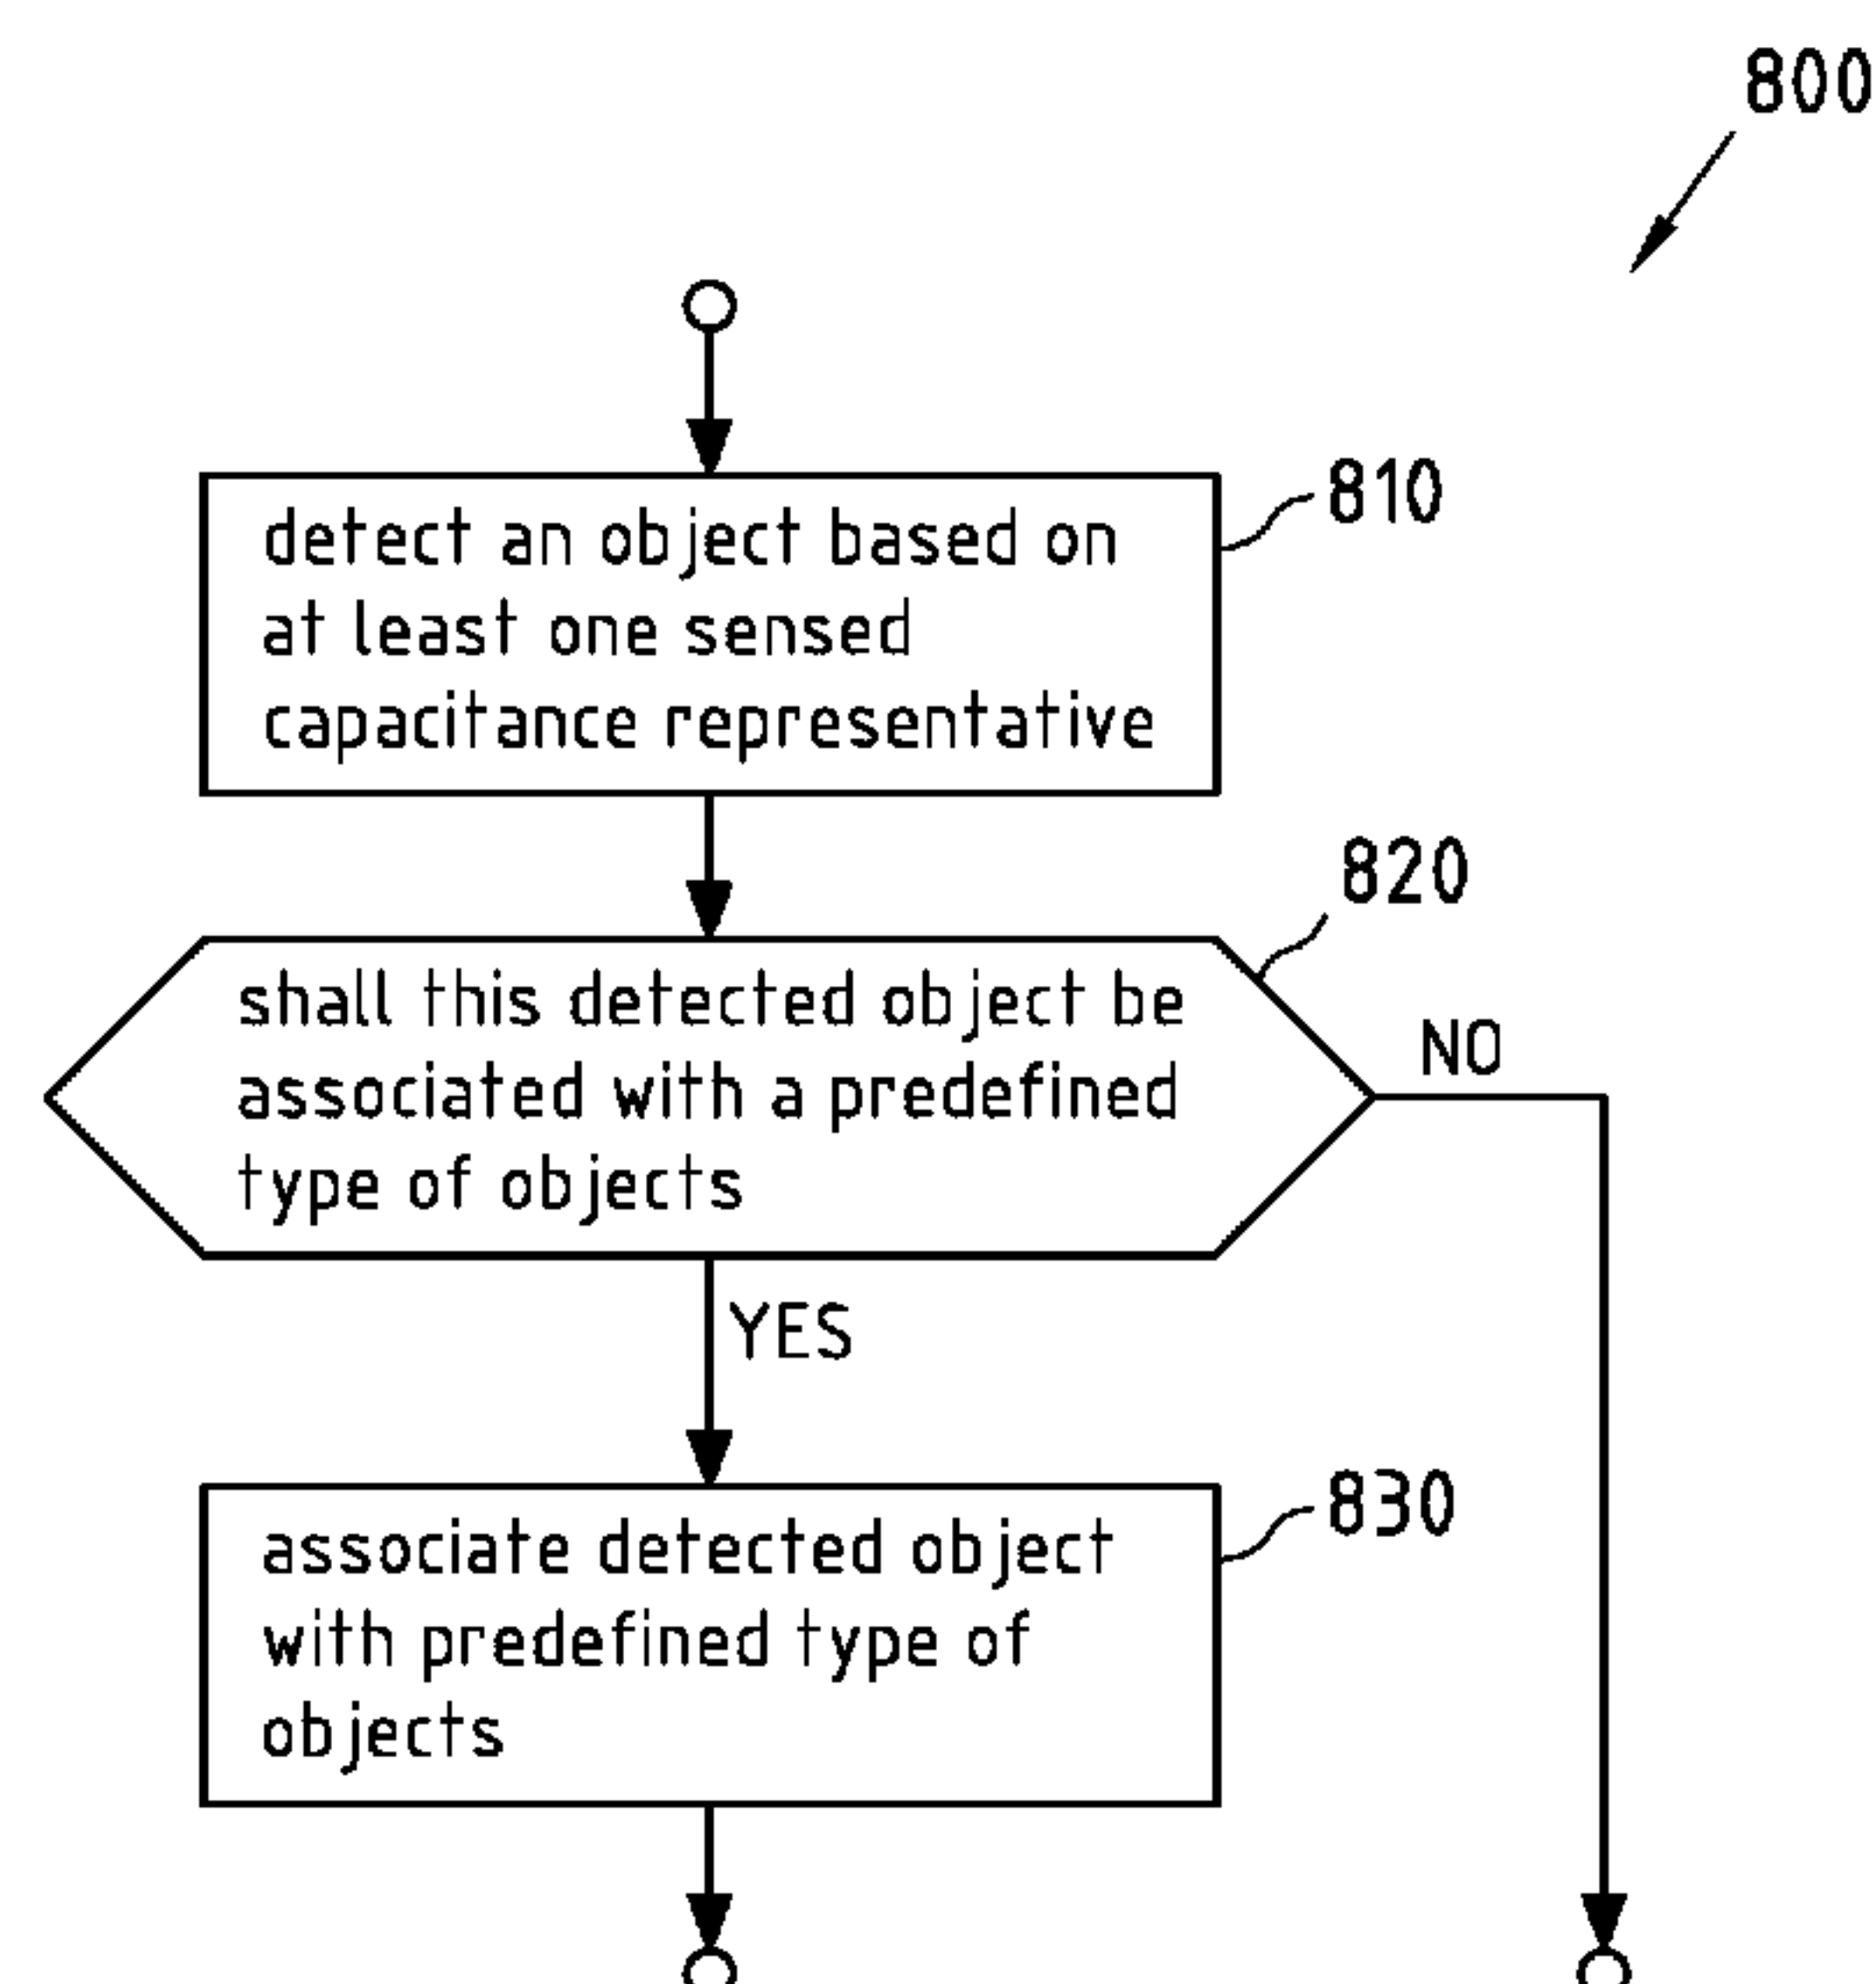 800
detect an object based on
810
at least one sensed
capacitance representative
820
shall this detected object be
associated with a predefined
NO
type of objects
YES
associate detected object
830
with predefined type of
objects